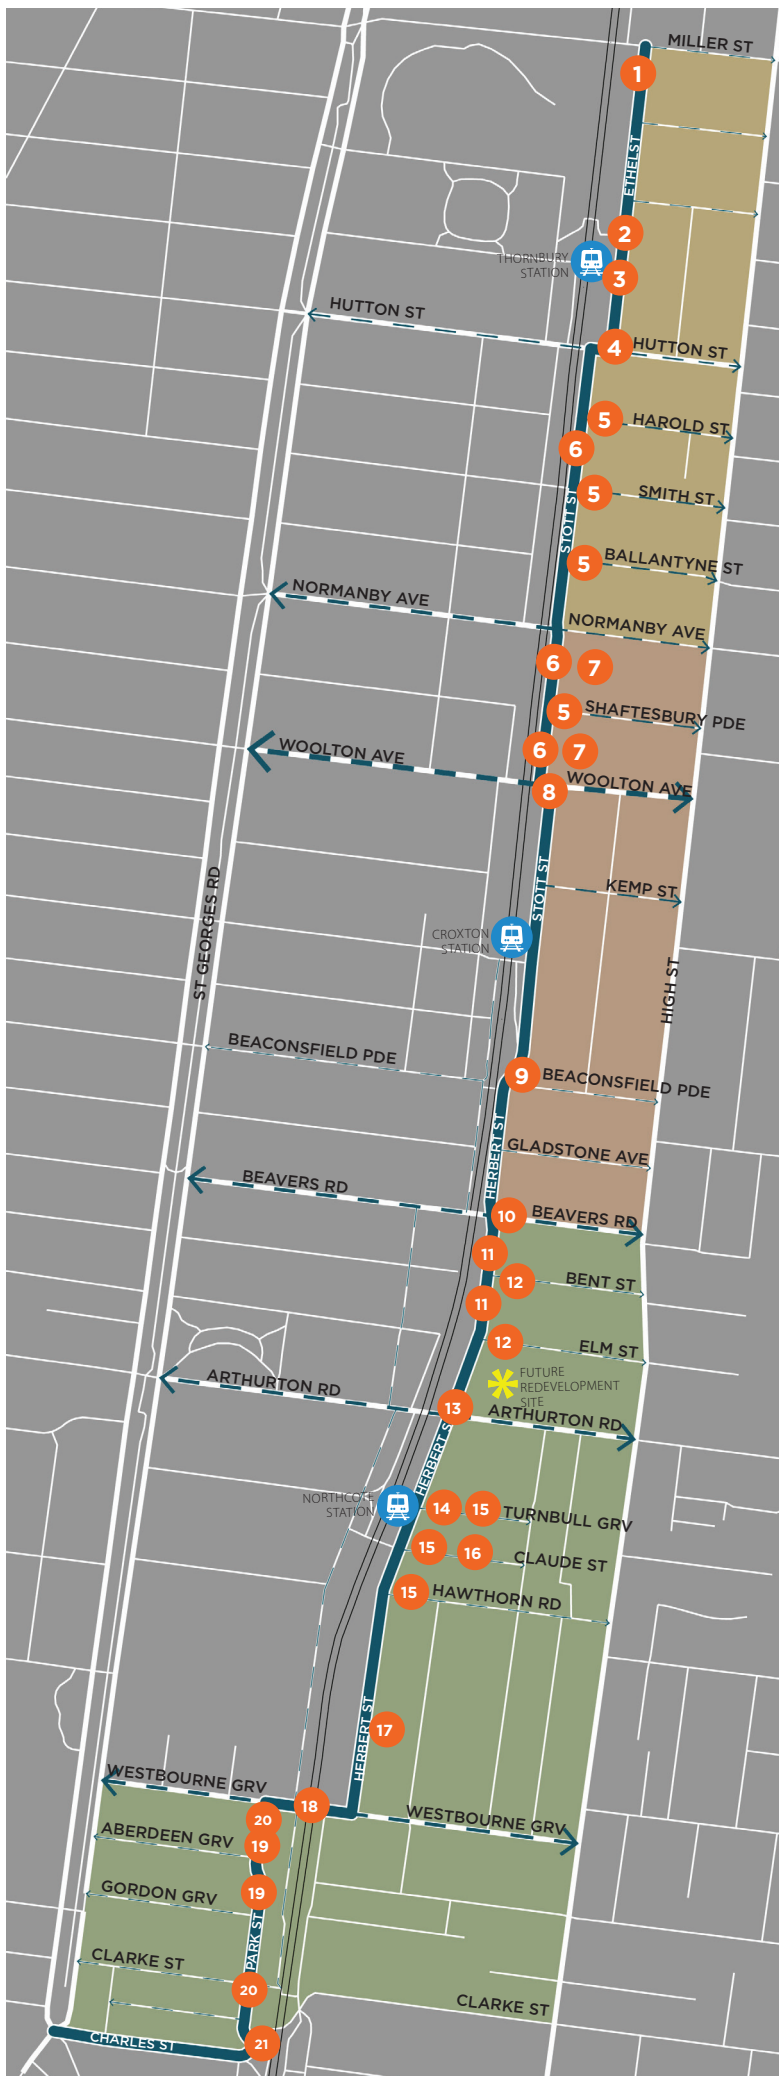 MILLER ST
1
ETHELST
2
THORNBURY
STATION
3
HUTTON ST
4
HUTTON ST
5
HAROLD ST
6
5
SMITH ST
STOTT ST
5
BALLANTYNE ST
NORMANBY AVE
NORMANBY AVE
6
7
5
SHAFTESBURY PDE
6
7
WOOLTON AVE
8
WOOLTON AVE
STOTT ST
KEMP ST
ST GEORGES RD
CROXTON
STATION
HIGH ST
BEACONSFIELD PDE
9
BEACONSFIELD PDE
HERBERT ST
GLADSTONE AVE
BEAVERS RD
10
BEAVERS RD
11
12
BENT ST
11
12
ELM ST
FUTURE
REDEVELOPMENT
SITE
ARTHURTON RD
13
ARTHURTON RD
HERBERT ST
NORTHCOTE
STATION
14
15
TURNBULL GRV
15
16
CLAUDE ST
15
HAWTHORN RD
HERBERT ST
17
WESTBOURNE GRV
18
WESTBOURNE GRV
20
ABERDEEN GRV
19
GORDON GRV
19
PARK ST
CLARKE ST
20
CLARKE ST
CHARLES ST
21